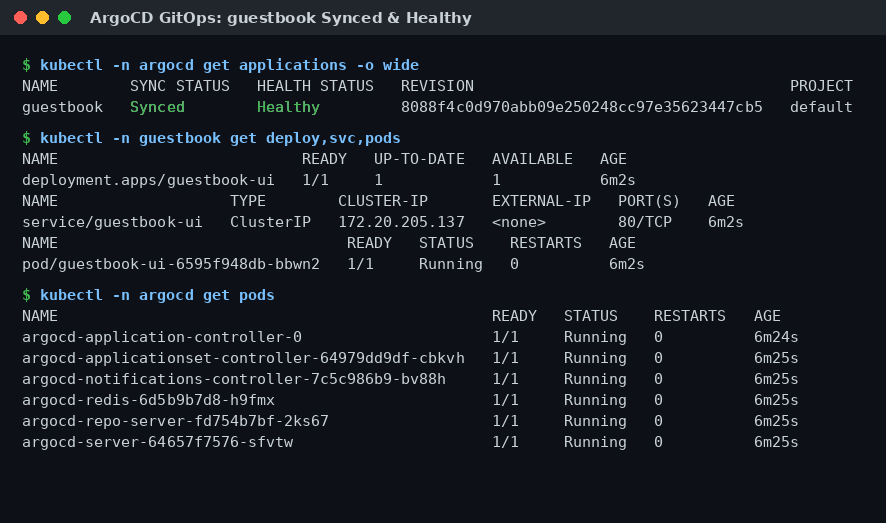 ArgoCD GitOps: guestbook Synced & Healthy
$ kubectl -n argocd get applications -o wide
NAME        SYNC STATUS   HEALTH STATUS   REVISION                                   PROJECT
guestbook   Synced        Healthy         8088f4c0d970abb09e250248cc97e35623447cb5   default
$ kubectl -n guestbook get deploy,svc,pods
NAME                           READY   UP-TO-DATE   AVAILABLE   AGE
deployment.apps/guestbook-ui   1/1     1            1           6m2s
NAME                   TYPE        CLUSTER-IP       EXTERNAL-IP   PORT(S)   AGE
service/guestbook-ui   ClusterIP   172.20.205.137   <none>        80/TCP    6m2s
NAME                                READY   STATUS    RESTARTS   AGE
pod/guestbook-ui-6595f948db-bbwn2   1/1     Running   0          6m2s
$ kubectl -n argocd get pods
NAME                                                READY   STATUS    RESTARTS   AGE
argocd-application-controller-0                     1/1     Running   0          6m24s
argocd-applicationset-controller-64979dd9df-cbkvh   1/1     Running   0          6m25s
argocd-notifications-controller-7c5c986b9-bv88h     1/1     Running   0          6m25s
argocd-redis-6d5b9b7d8-h9fmx                        1/1     Running   0          6m25s
argocd-repo-server-fd754b7bf-2ks67                  1/1     Running   0          6m25s
argocd-server-64657f7576-sfvtw                      1/1     Running   0          6m25s